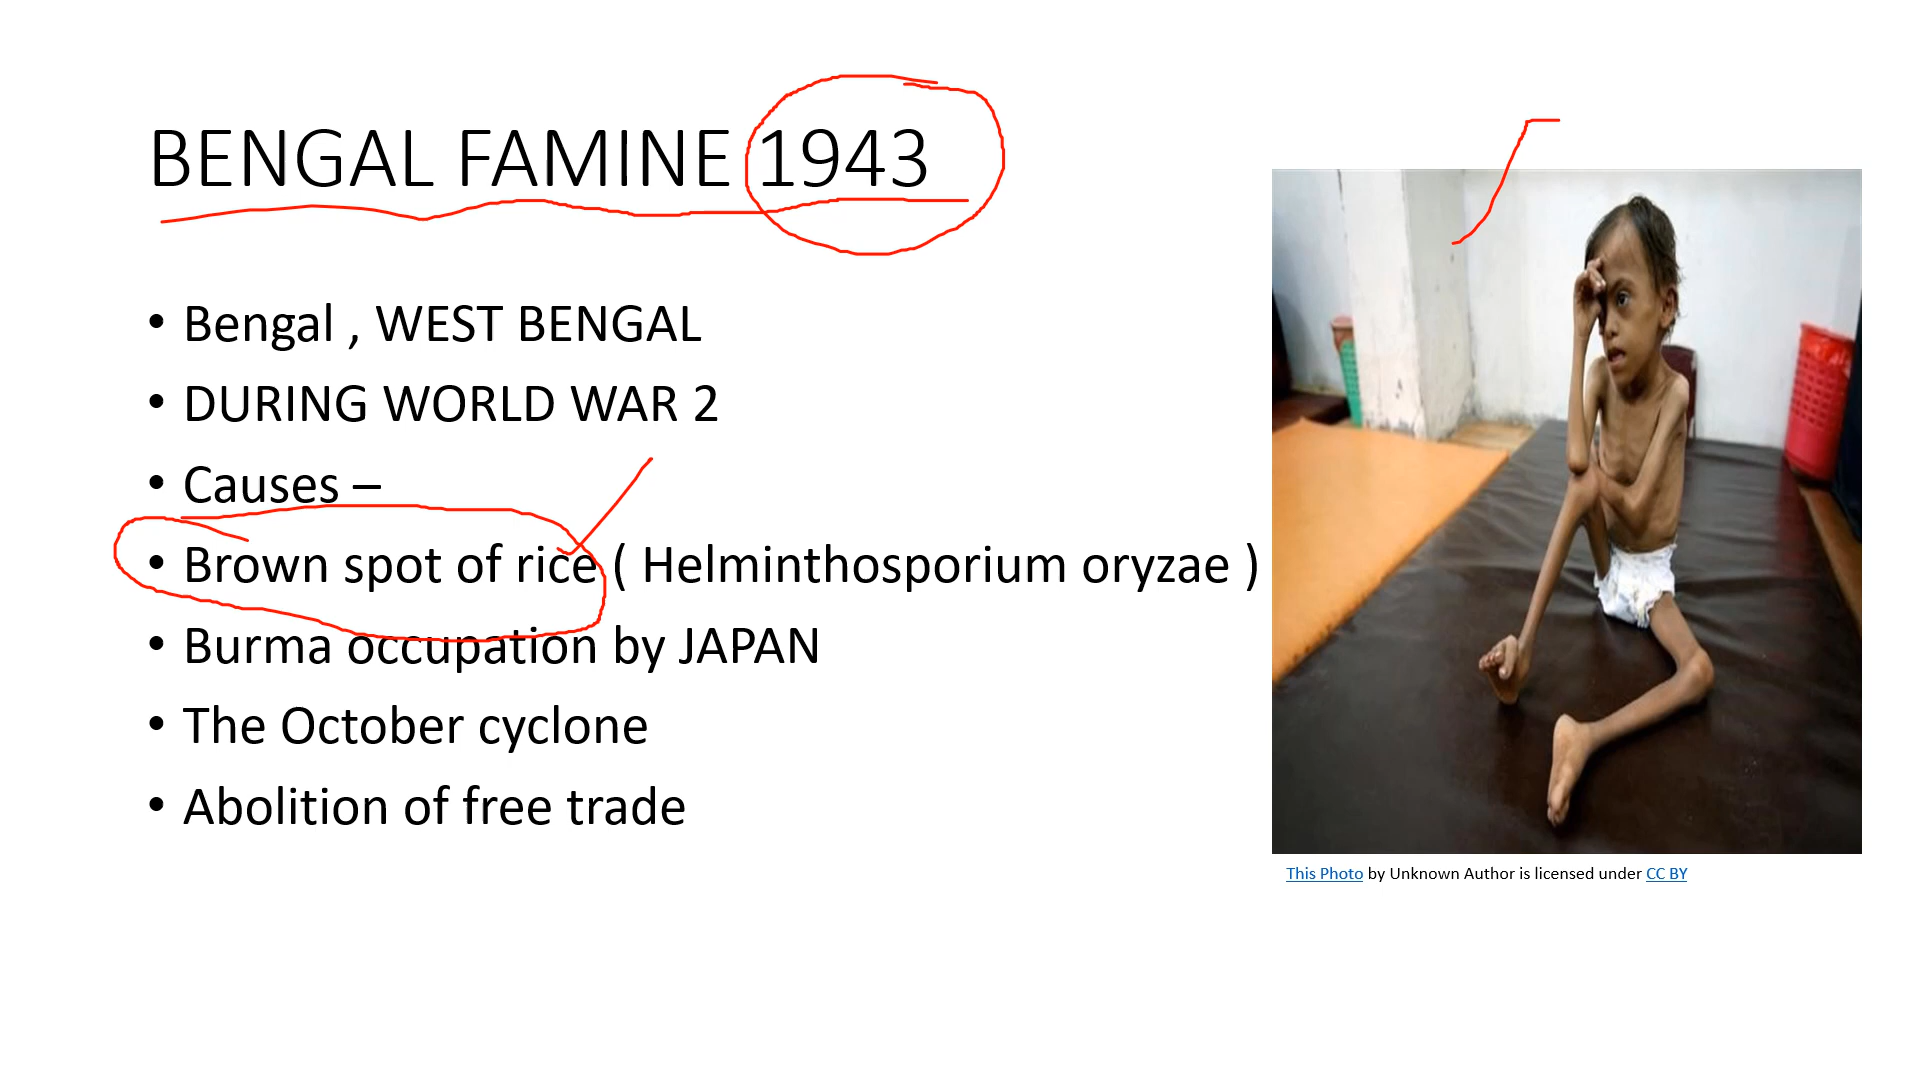 BENGAL FAMINE 1943
• Bengal , WEST BENGAL
• DURING WORLD WAR 2
• Causes –
• Brown spot of rice ( Helminthosporium oryzae )
• Burma occupation by JAPAN
• The October cyclone
• Abolition of free trade
This Photo by Unknown Author is licensed under CC BY